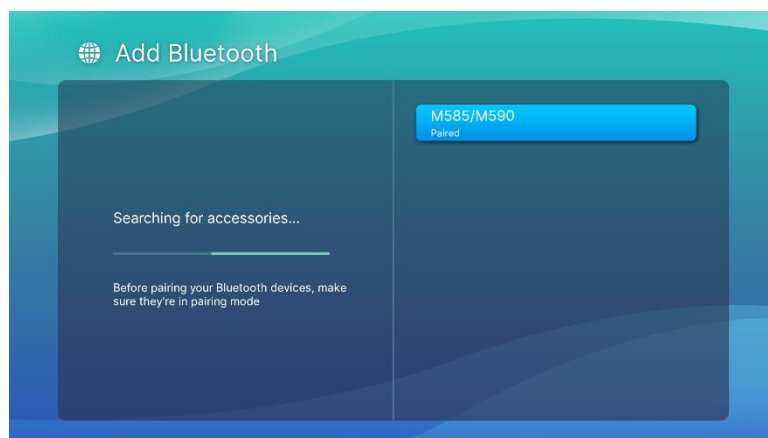 Add Bluetooth
M585/M590
Paired
Searching for accessories...
Before pairing your Bluetooth devices, make
sure they're in pairing mode